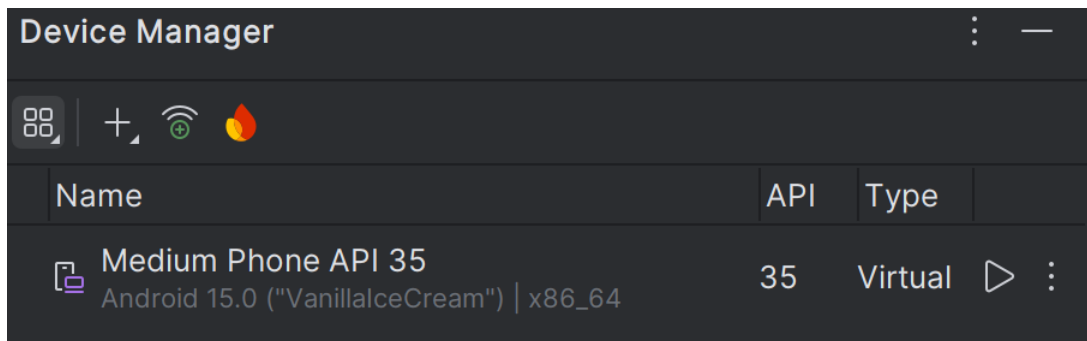 Device Manager
Name API Type
Medium Phone API 35
Android 15.0 ("VanillaIceCream") | x86_64
35 Virtual